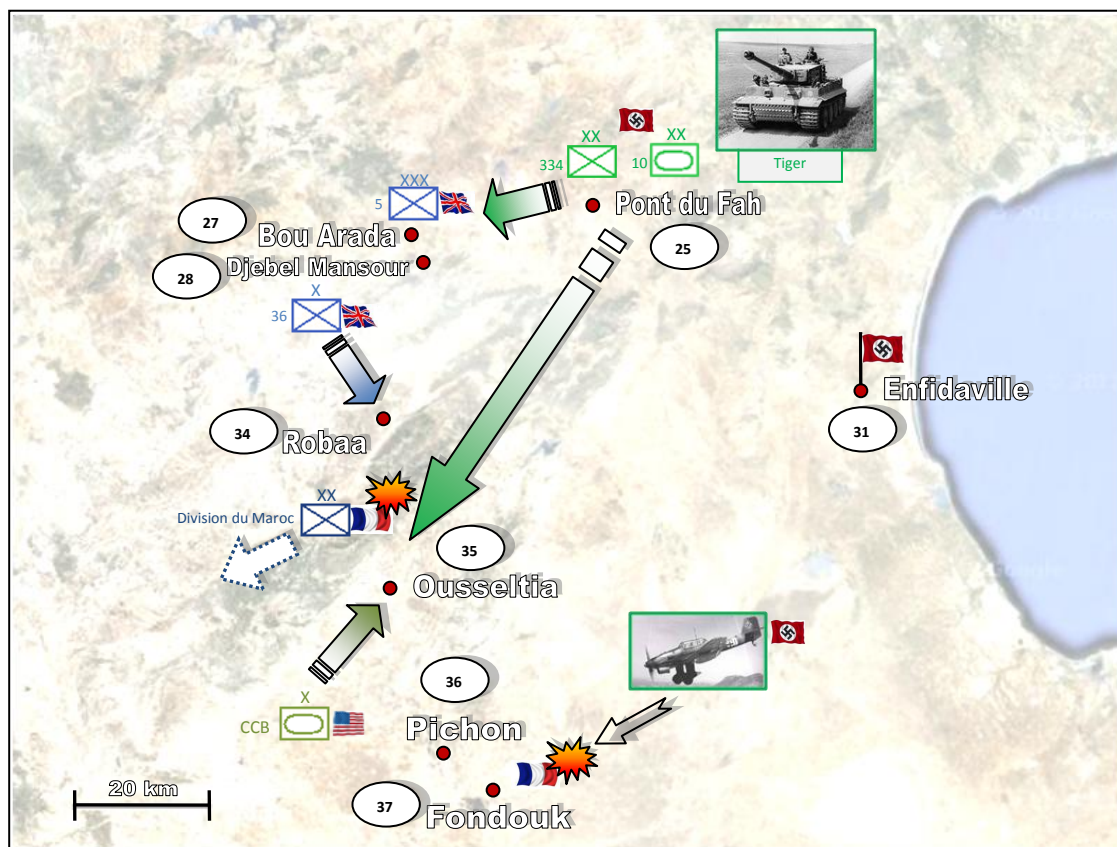 XX
XX
334
10
Tiger
XXX
5
Pont du Fah
27
Bou Arada
25
28
Djebel Mansour
X
36
Enfidaville
31
34
Robaa
XX
Division du Maroc
35
Ousseltia
36
X
CCB
Pichon
20 km
37
Fondouk